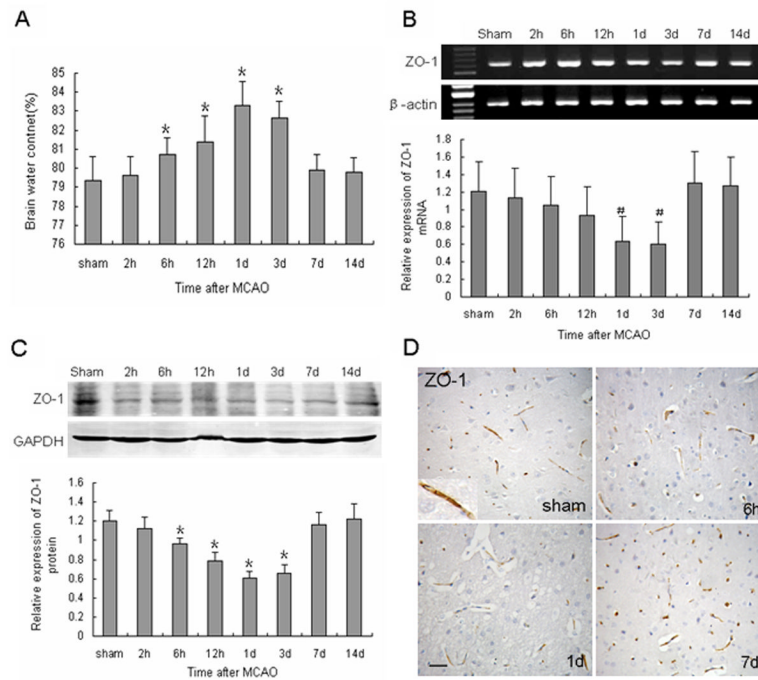 A
Brain water contnet(%)
85
84
83
82
81
80
79
78
77
76
*
*
*
*
sham 2h 6h 12h 1d 3d 7d 14d
Time after MCAO
B
Sham 2h 6h 12h 1d 3d 7d 14d
ZO-1
β-actin
Relative expression of ZO-1
mRNA
1.8
1.6
1.4
1.2
1
0.8
0.6
0.4
0.2
0
# #
sham 2h 6h 12h 1d 3d 7d 14d
Time after MCAO
C
Sham 2h 6h 12h 1d 3d 7d 14d
ZO-1
GAPDH
Relative expression of ZO-1
protein
1.6
1.4
1.2
1
0.8
0.6
0.4
0.2
0
*
*
*
*
sham 2h 6h 12h 1d 3d 7d 14d
Time after MCAO
D
ZO-1
sham
6h
1d
7d